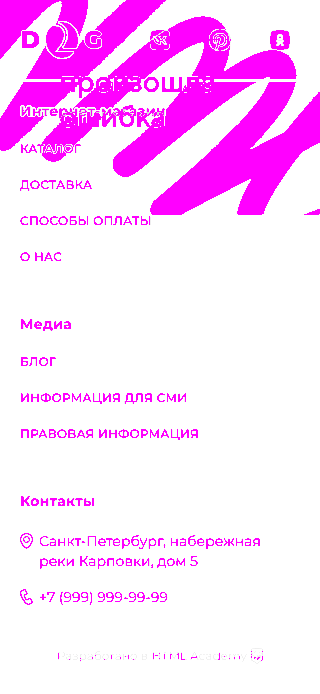 D2G
произошла
Интернет-магазин
ошибка
КАТАЛОГ
ДОСТАВКА
СПОСОБЫ ОПЛАТЫ
О НАС
Медиа
БЛОГ
ИНФОРМАЦИЯ ДЛЯ СМИ
ПРАВОВАЯ ИНФОРМАЦИЯ
Контакты
Санкт-Петербург, набережная
реки Карповки, дом 5
+7 (999) 999-99-99